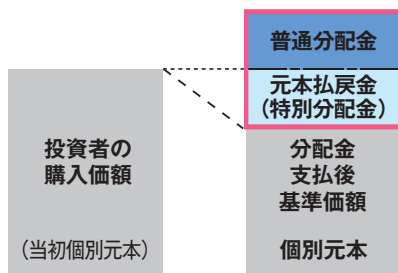 普通分配金
元本払戻金
（特別分配金）
投資者の
購入価額
（当初個別元本）
分配金
支払後
基準価額
個別元本